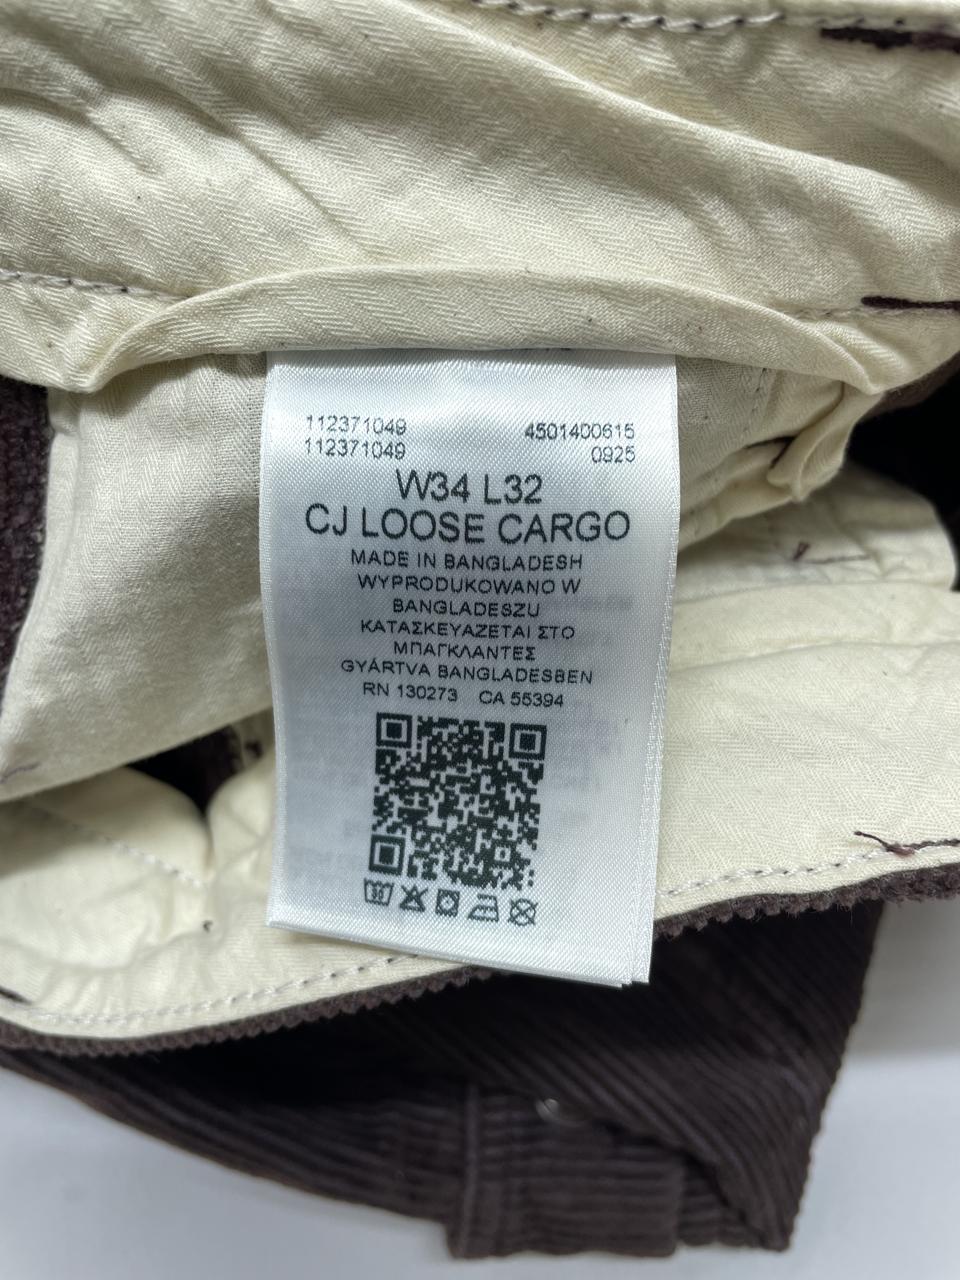 112371049 4501400615
112371049 0925
W34 L32
CJ LOOSE CARGO
MADE IN BANGLADESH
WYPRODUKOWANO W
BANGLADESZU
ΚΑΤΑΣΚΕΥΑΖΕΤΑΙ ΣΤΟ
ΜΠΑΓΚΛΑΝΤΕΣ
GYÁRTVA BANGLADESBEN
RN 130273 CA 55394
30